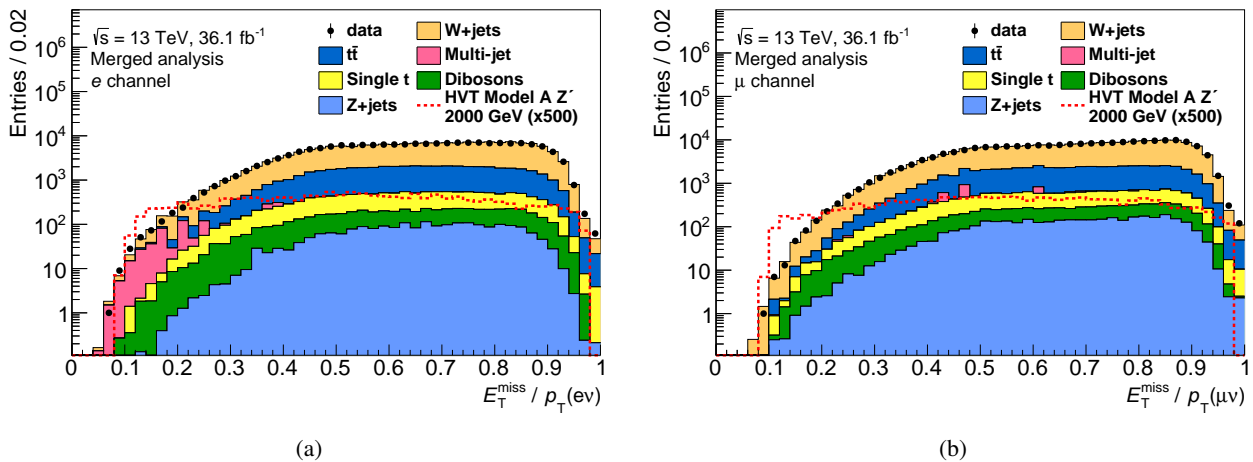 Entries / 0.02
10⁶
10⁵
10⁴
10³
10²
10
1
√s = 13 TeV, 36.1 fb⁻¹
Merged analysis
e channel
data
tt̄
Single t
Z+jets
W+jets
Multi-jet
Dibosons
HVT Model A Z´
2000 GeV (x500)
0 0.1 0.2 0.3 0.4 0.5 0.6 0.7 0.8 0.9 1
E_T^miss / p_T(eν)
(a)
Entries / 0.02
10⁶
10⁵
10⁴
10³
10²
10
1
√s = 13 TeV, 36.1 fb⁻¹
Merged analysis
μ channel
data
tt̄
Single t
Z+jets
W+jets
Multi-jet
Dibosons
HVT Model A Z´
2000 GeV (x500)
0 0.1 0.2 0.3 0.4 0.5 0.6 0.7 0.8 0.9 1
E_T^miss / p_T(μν)
(b)